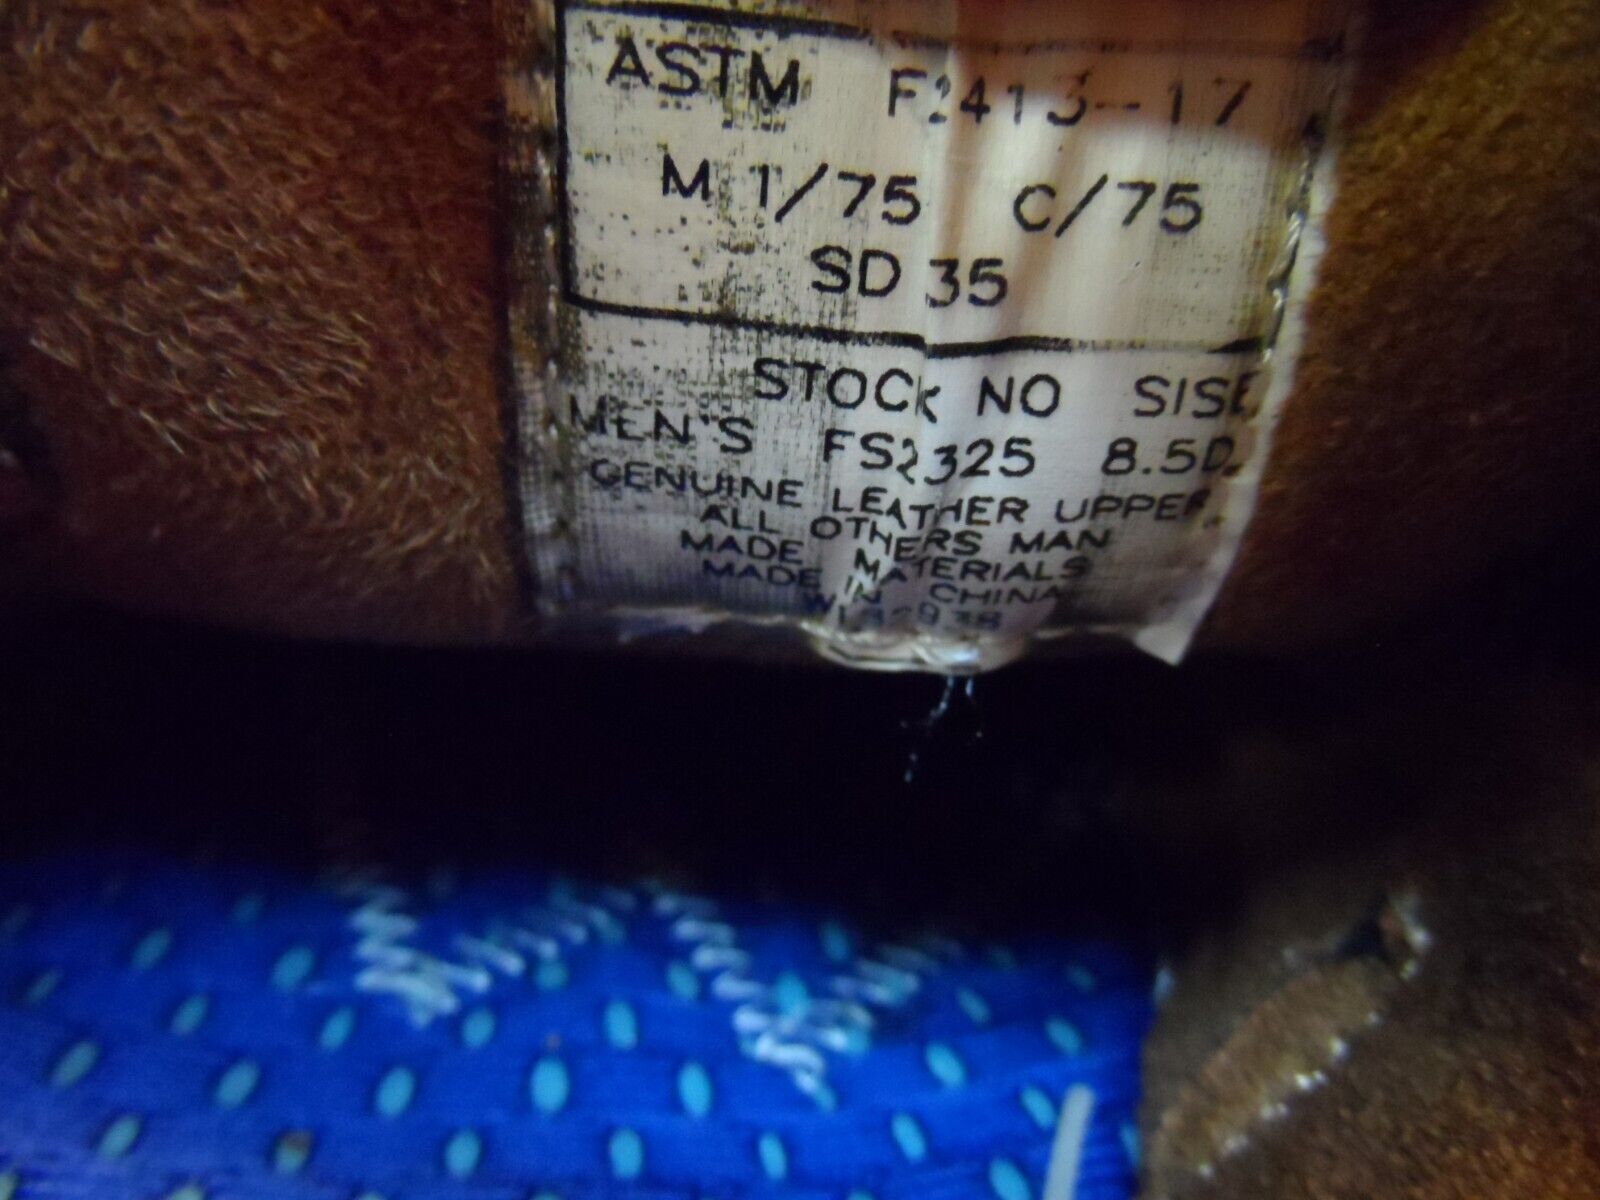 ASTM F2413-17
M 1/75 C/75
SD 35
STOCK NO SISE
MEN'S FS2325 8.5D
GENUINE LEATHER UPPER
ALL OTHERS MAN
MADE MATERIALS
MADE IN CHINA